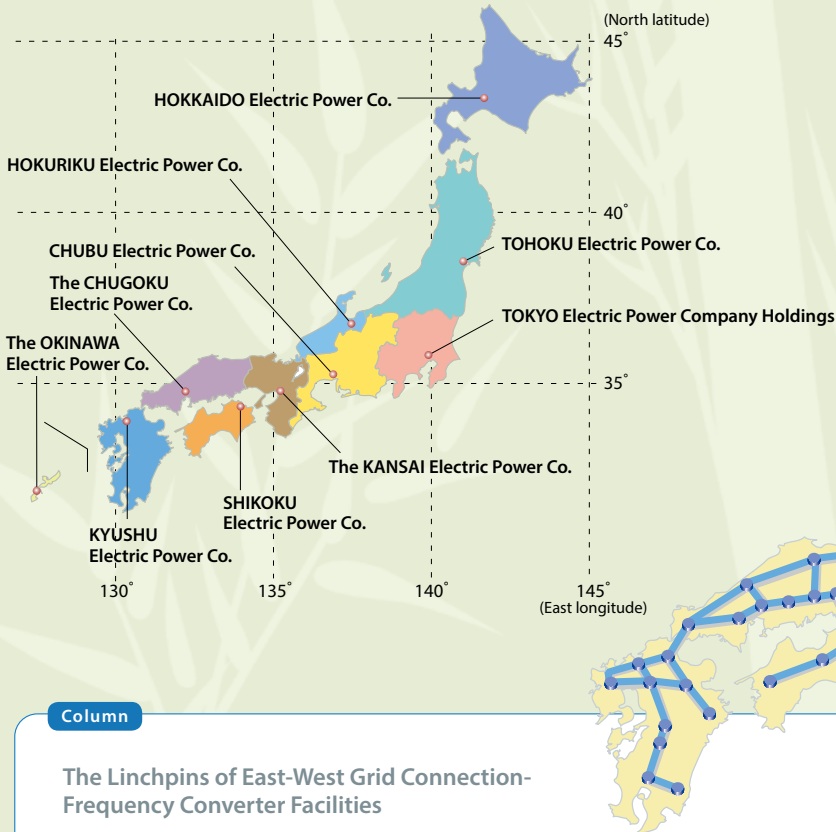 (North latitude)
45˚
HOKKAIDO Electric Power Co.
HOKURIKU Electric Power Co.
40˚
CHUBU Electric Power Co.
TOHOKU Electric Power Co.
The CHUGOKU
Electric Power Co.
TOKYO Electric Power Company Holdings
The OKINAWA
Electric Power Co.
35˚
The KANSAI Electric Power Co.
SHIKOKU
Electric Power Co.
KYUSHU
Electric Power Co.
130˚
135˚
140˚
145˚
(East longitude)
Column
The Linchpins of East-West Grid Connection-
Frequency Converter Facilities